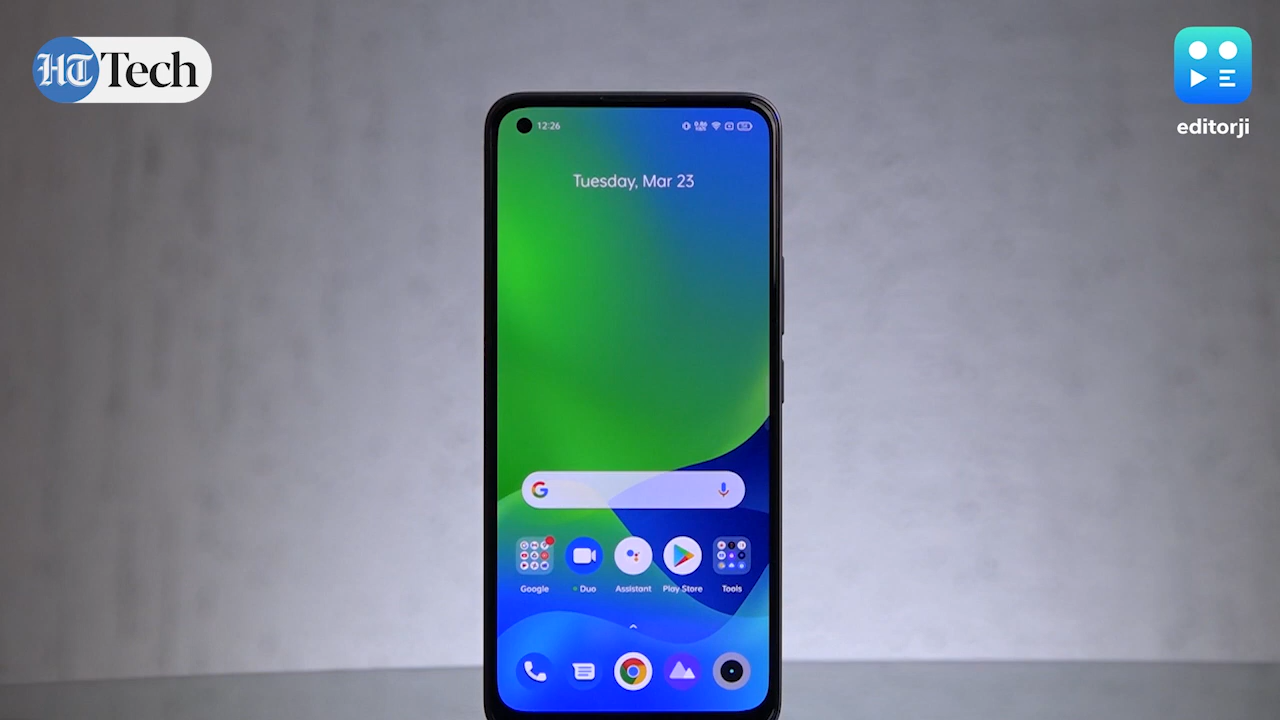 HT Tech
editorji
12:26
Tuesday, Mar 23
Google
Duo
Assistant
Play Store
Tools